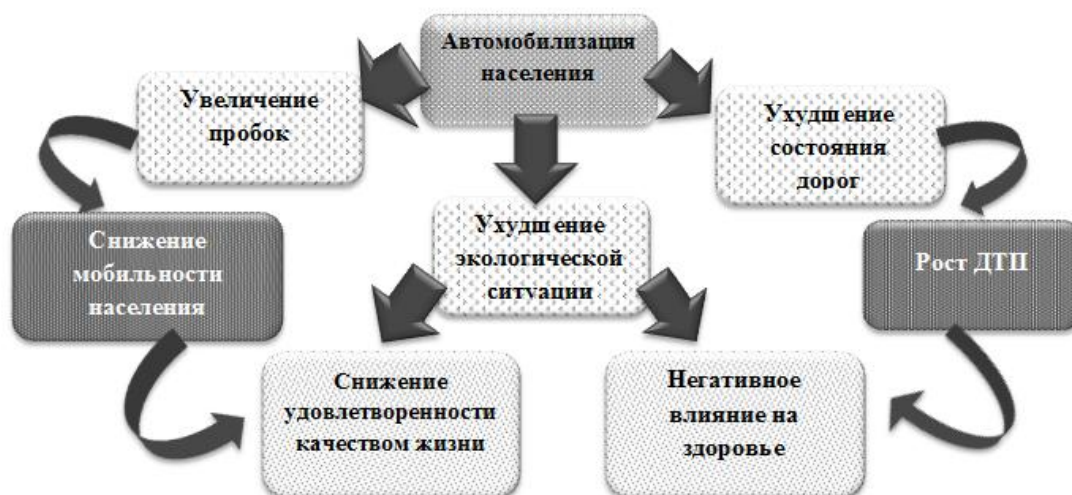 Автомобилизация
населения
Увеличение
пробок
Ухудшение
состояния
дорог
Ухудшение
экологической
ситуации
Снижение
мобильности
населения
Рост ДТП
Снижение
удовлетворенности
качеством жизни
Негативное
влияние на
здоровье